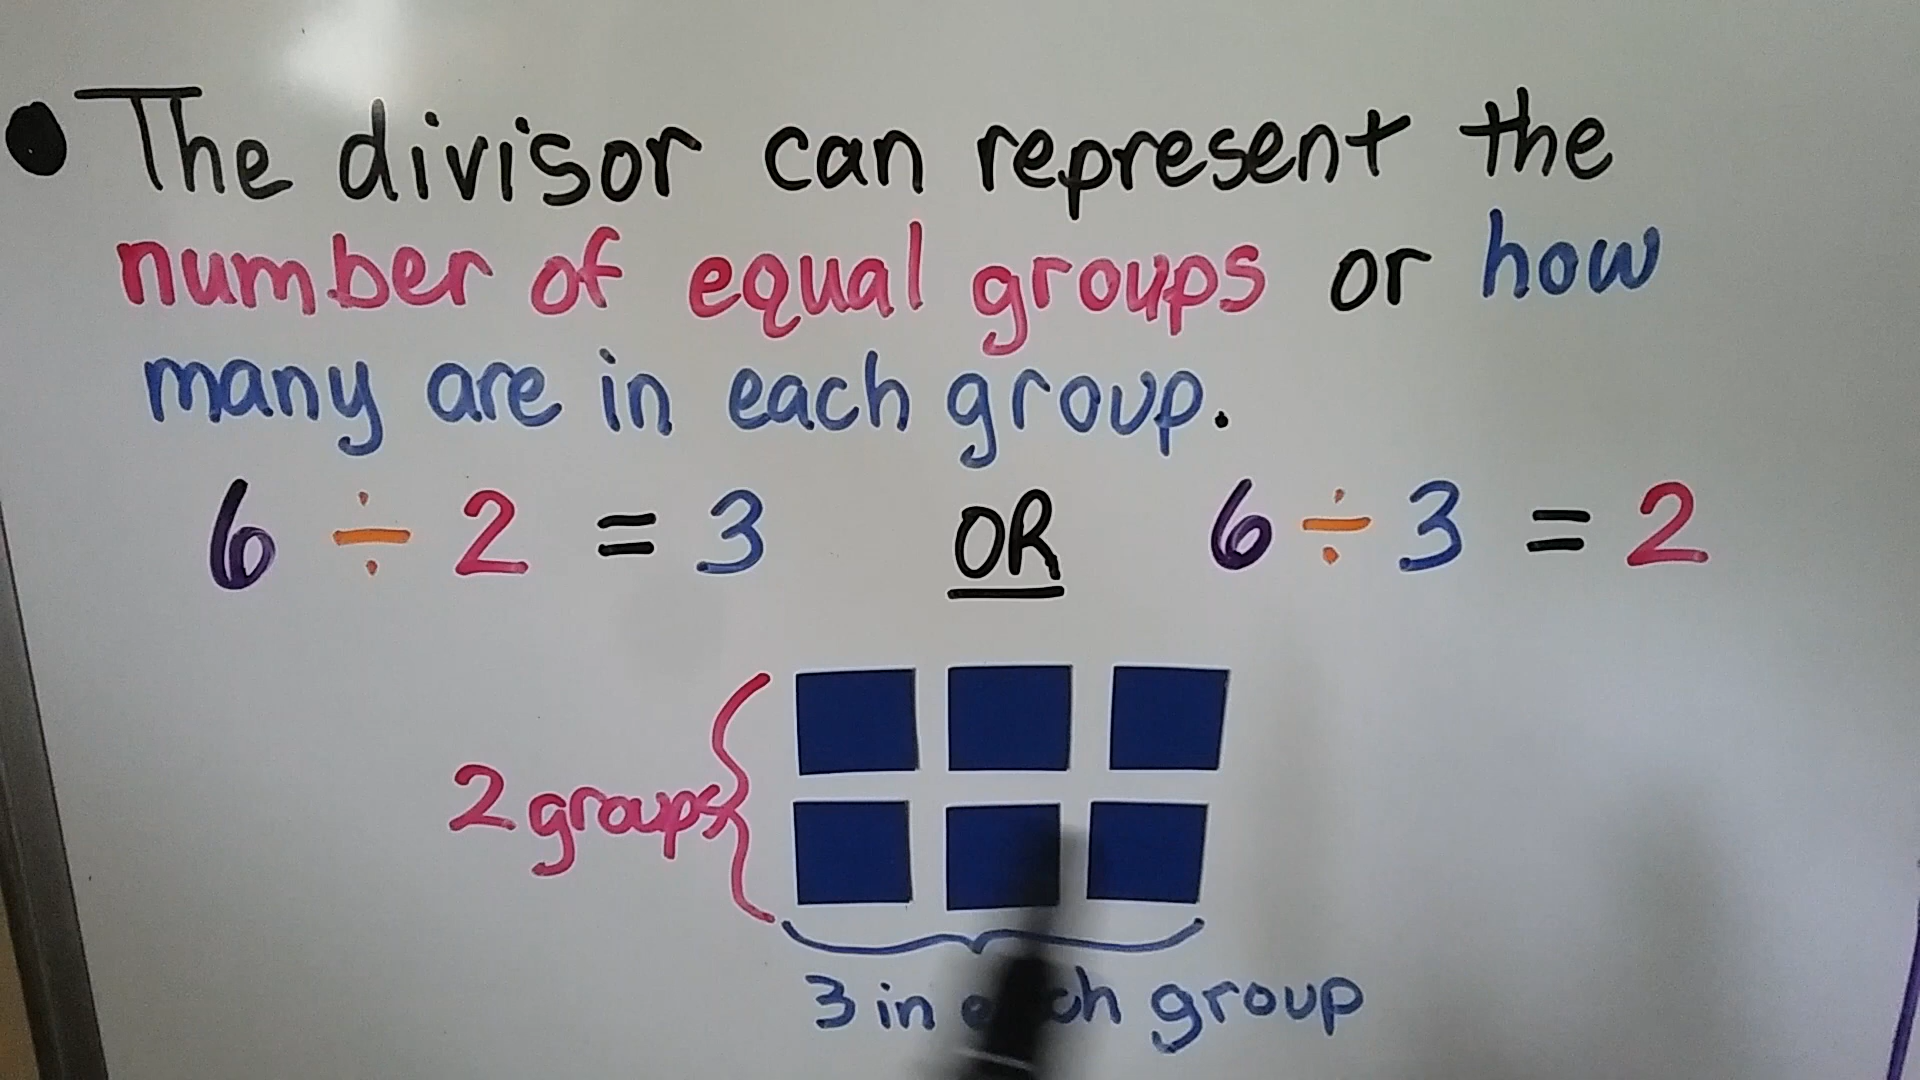 • The divisor can represent the
number of equal groups or how
many are in each group.
6 ÷ 2 = 3 OR 6 ÷ 3 = 2
2 groups
3 in group